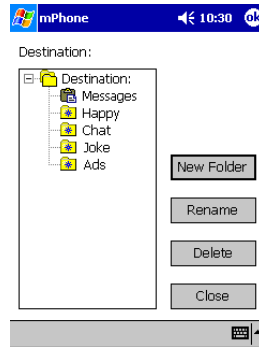 mPhone 10:30 ok
Destination:
Destination:
Messages
Happy
Chat
Joke
Ads
New Folder
Rename
Delete
Close